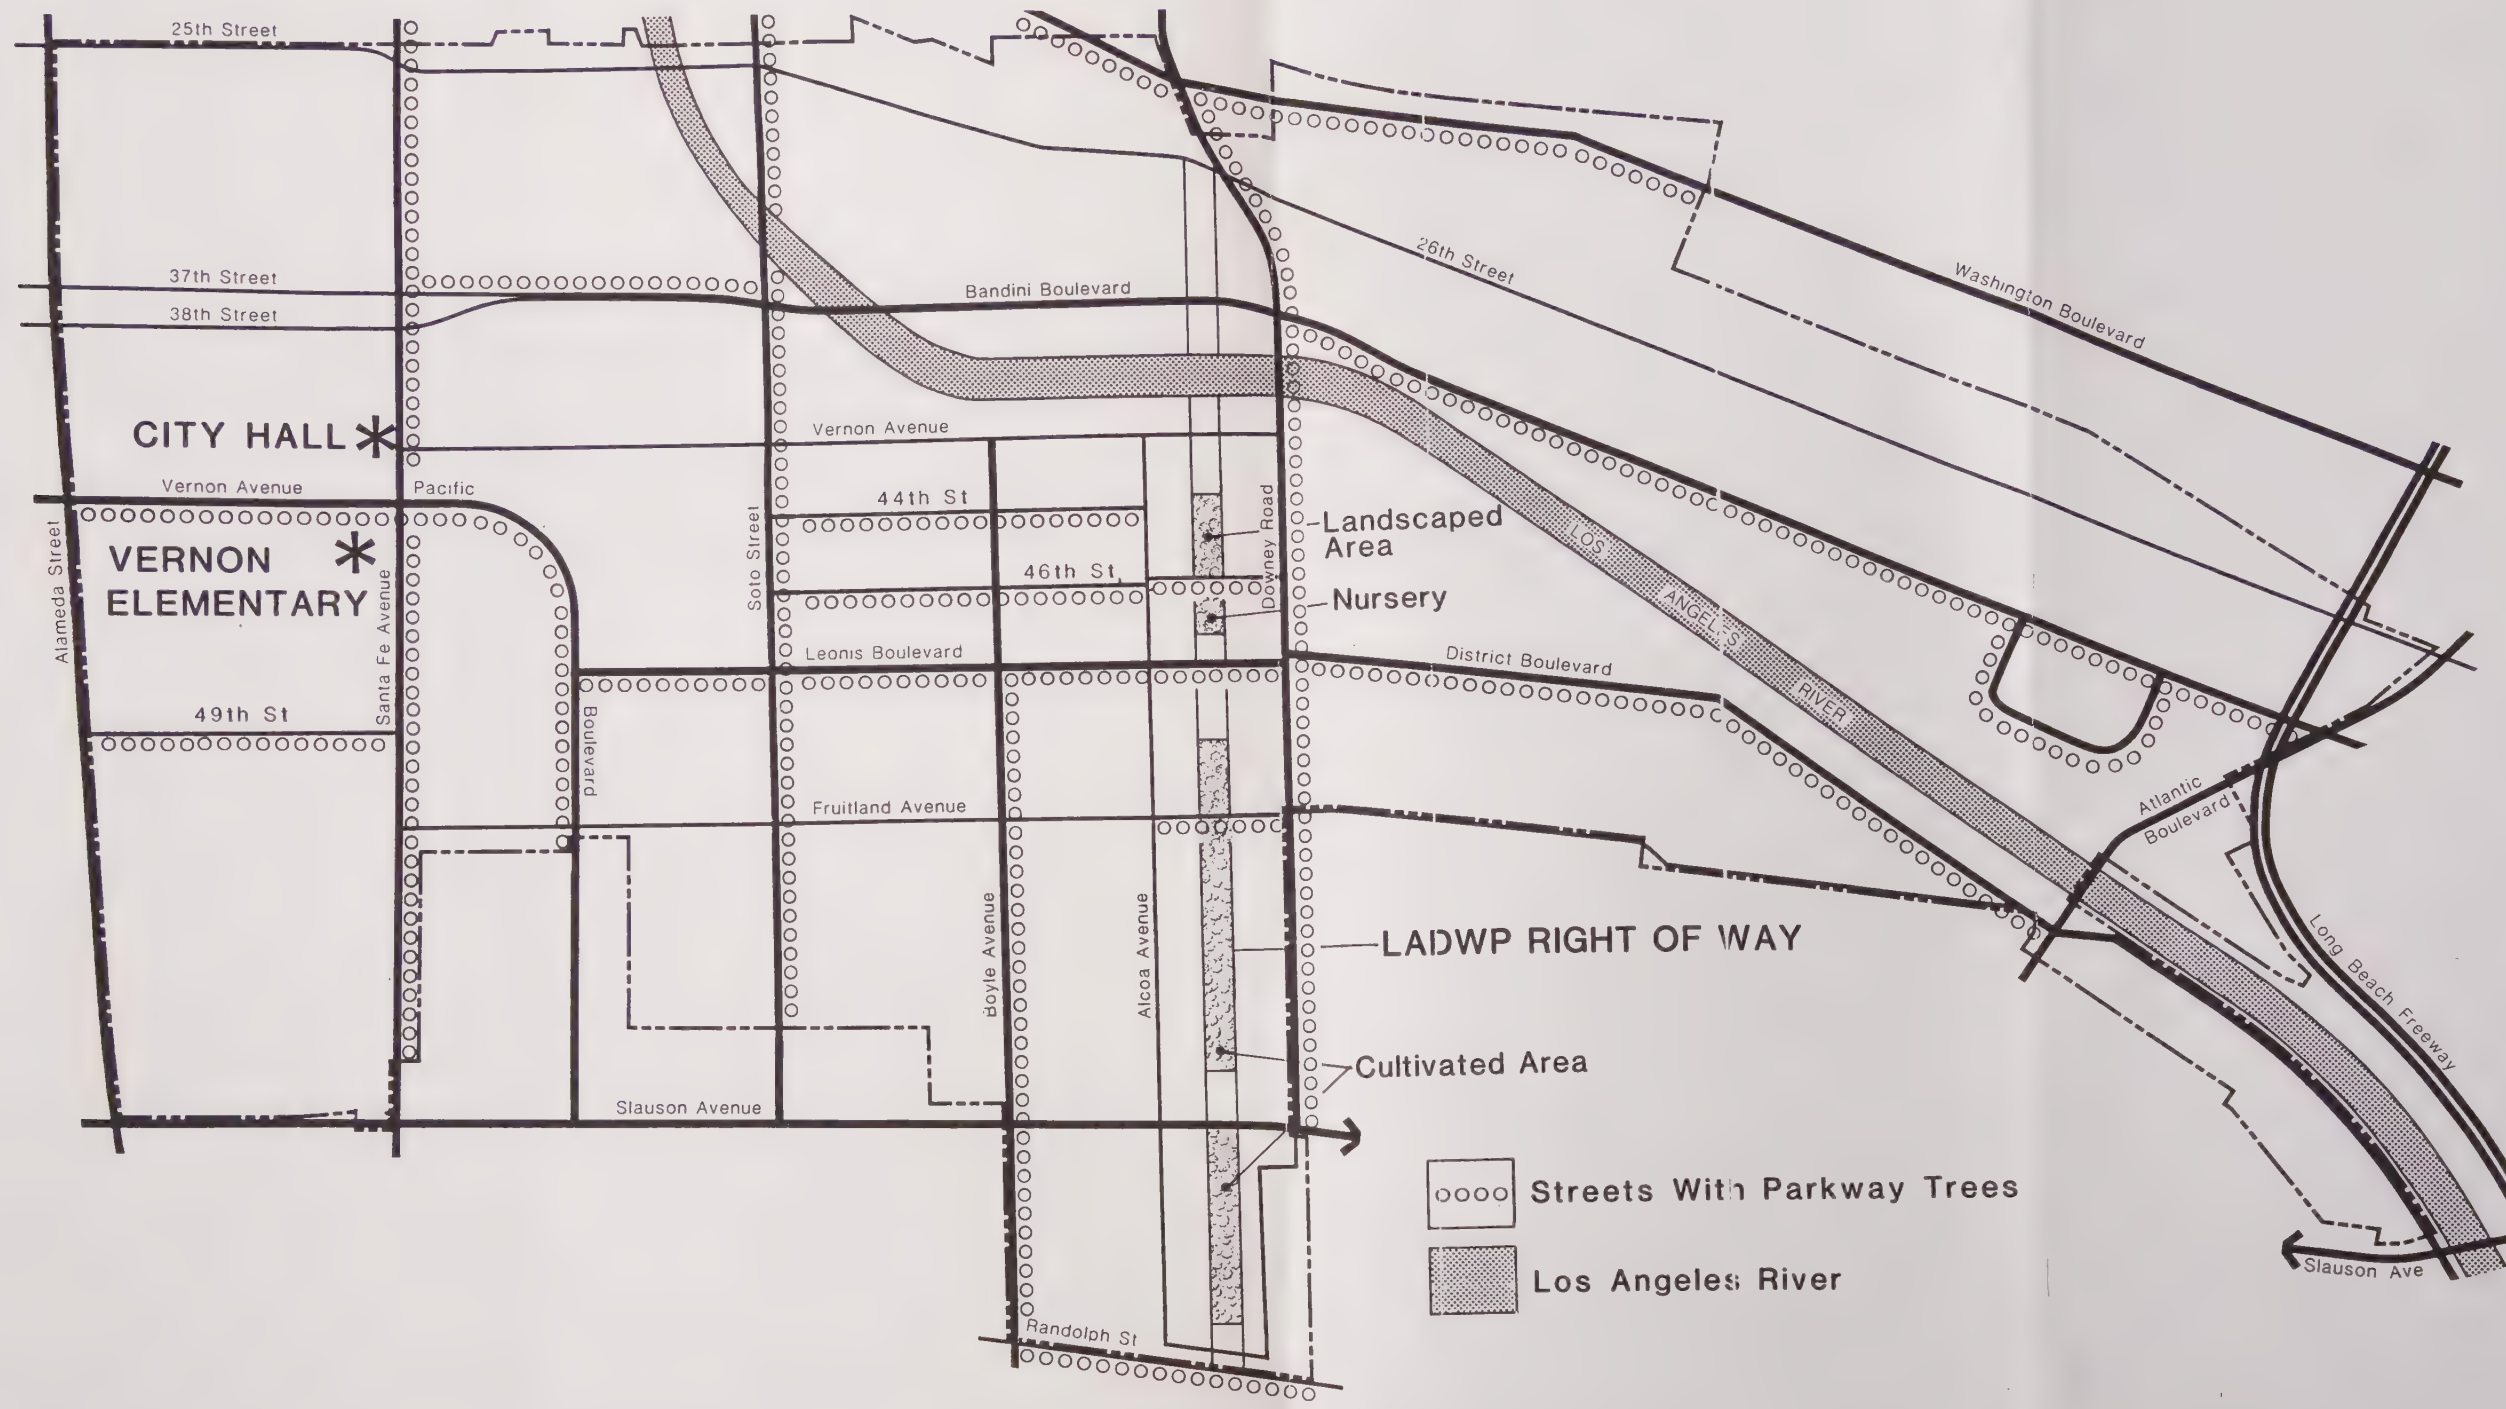 25th Street
37th Street
38th Street
Bandini Boulevard
26th Street
Washington Boulevard
CITY HALL
Vernon Avenue
Vernon Avenue
Pacific
44th St
Landscaped
Area
VERNON
ELEMENTARY
46th St.
Nursery
Alameda Street
Santa Fe Avenue
Soto Street
Downey Road
LOS
ANGELES
RIVER
Leonis Boulevard
District Boulevard
49th St
Boulevard
Fruitland Avenue
Atlantic
Boulevard
Boyle Avenue
Alcoa Avenue
LADWP RIGHT OF WAY
Long Beach Freeway
Cultivated Area
Slauson Avenue
Streets With Parkway Trees
Los Angeles River
Slauson Ave
Randolph St